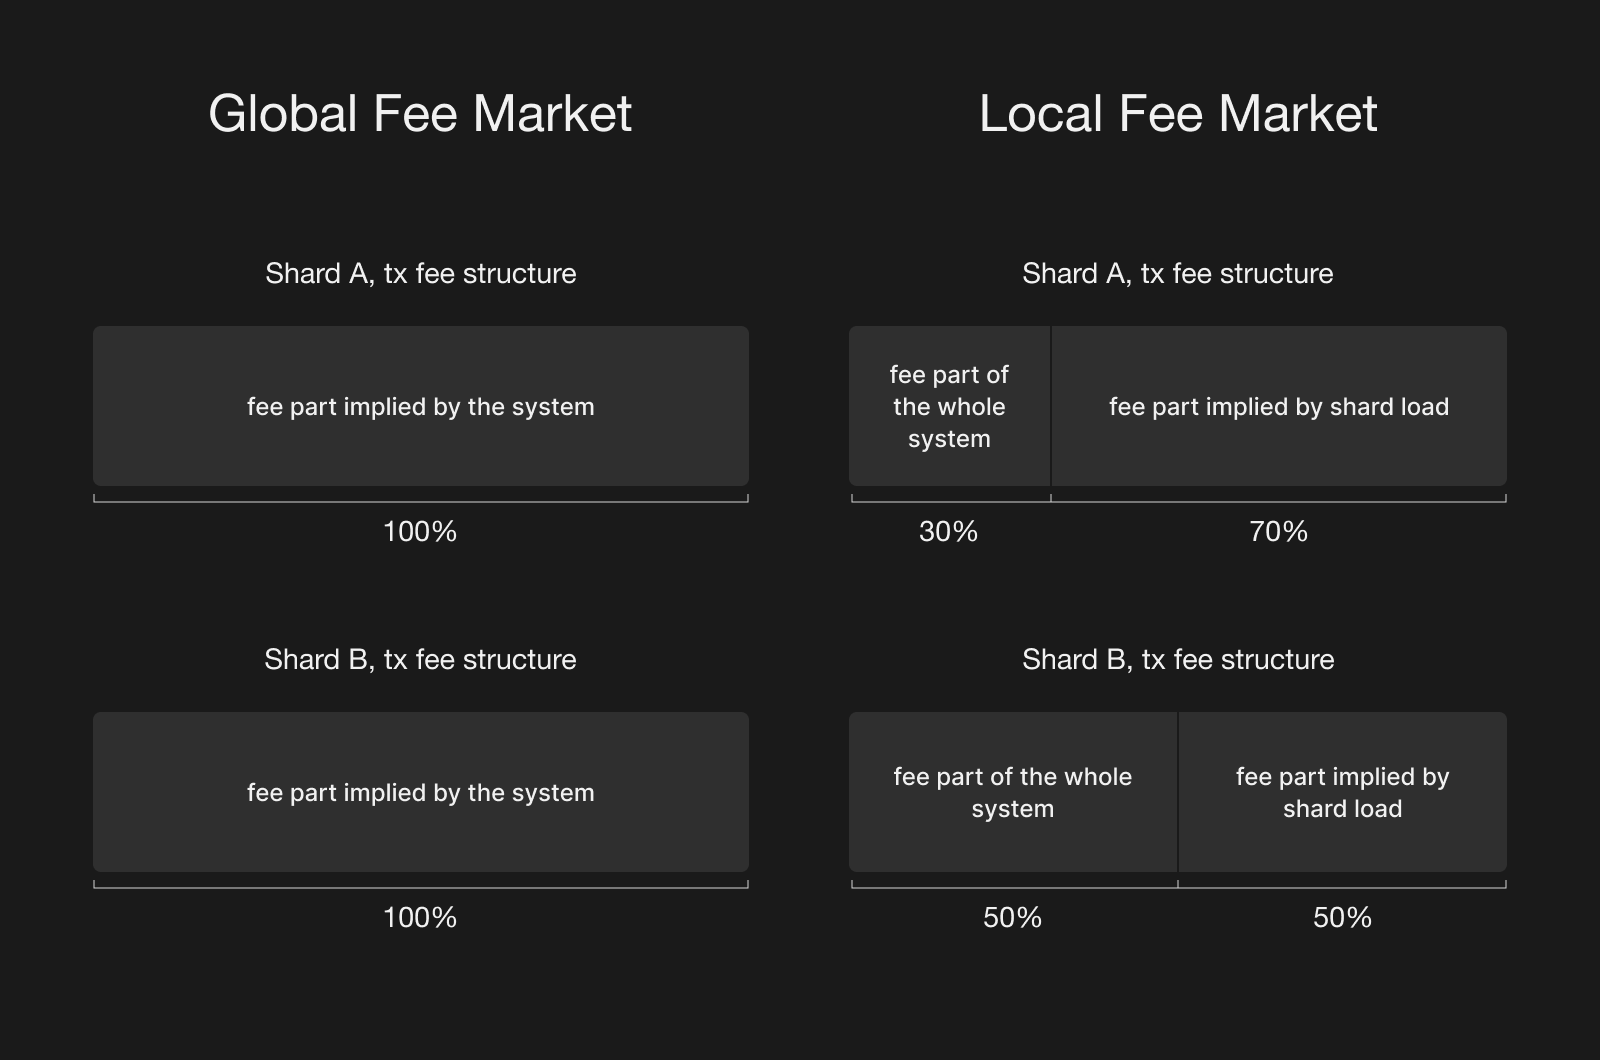 Global Fee Market
Shard A, tx fee structure
fee part implied by the system
100%
Shard B, tx fee structure
fee part implied by the system
100%
Local Fee Market
Shard A, tx fee structure
fee part of
the whole
system
fee part implied by shard load
30%
70%
Shard B, tx fee structure
fee part of the whole
system
fee part implied by
shard load
50%
50%